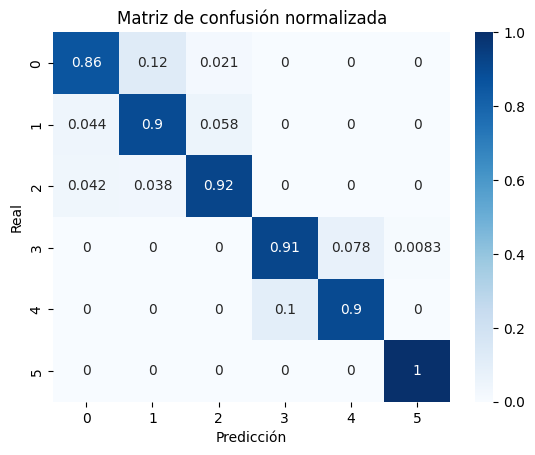 Matriz de confusión normalizada
0 0.86 0.12 0.021 0 0 0
1 0.044 0.9 0.058 0 0 0
2 0.042 0.038 0.92 0 0 0
3 0 0 0 0.91 0.078 0.0083
4 0 0 0 0.1 0.9 0
5 0 0 0 0 0 1
0 1 2 3 4 5
Real
Predicción
1.0
0.8
0.6
0.4
0.2
0.0